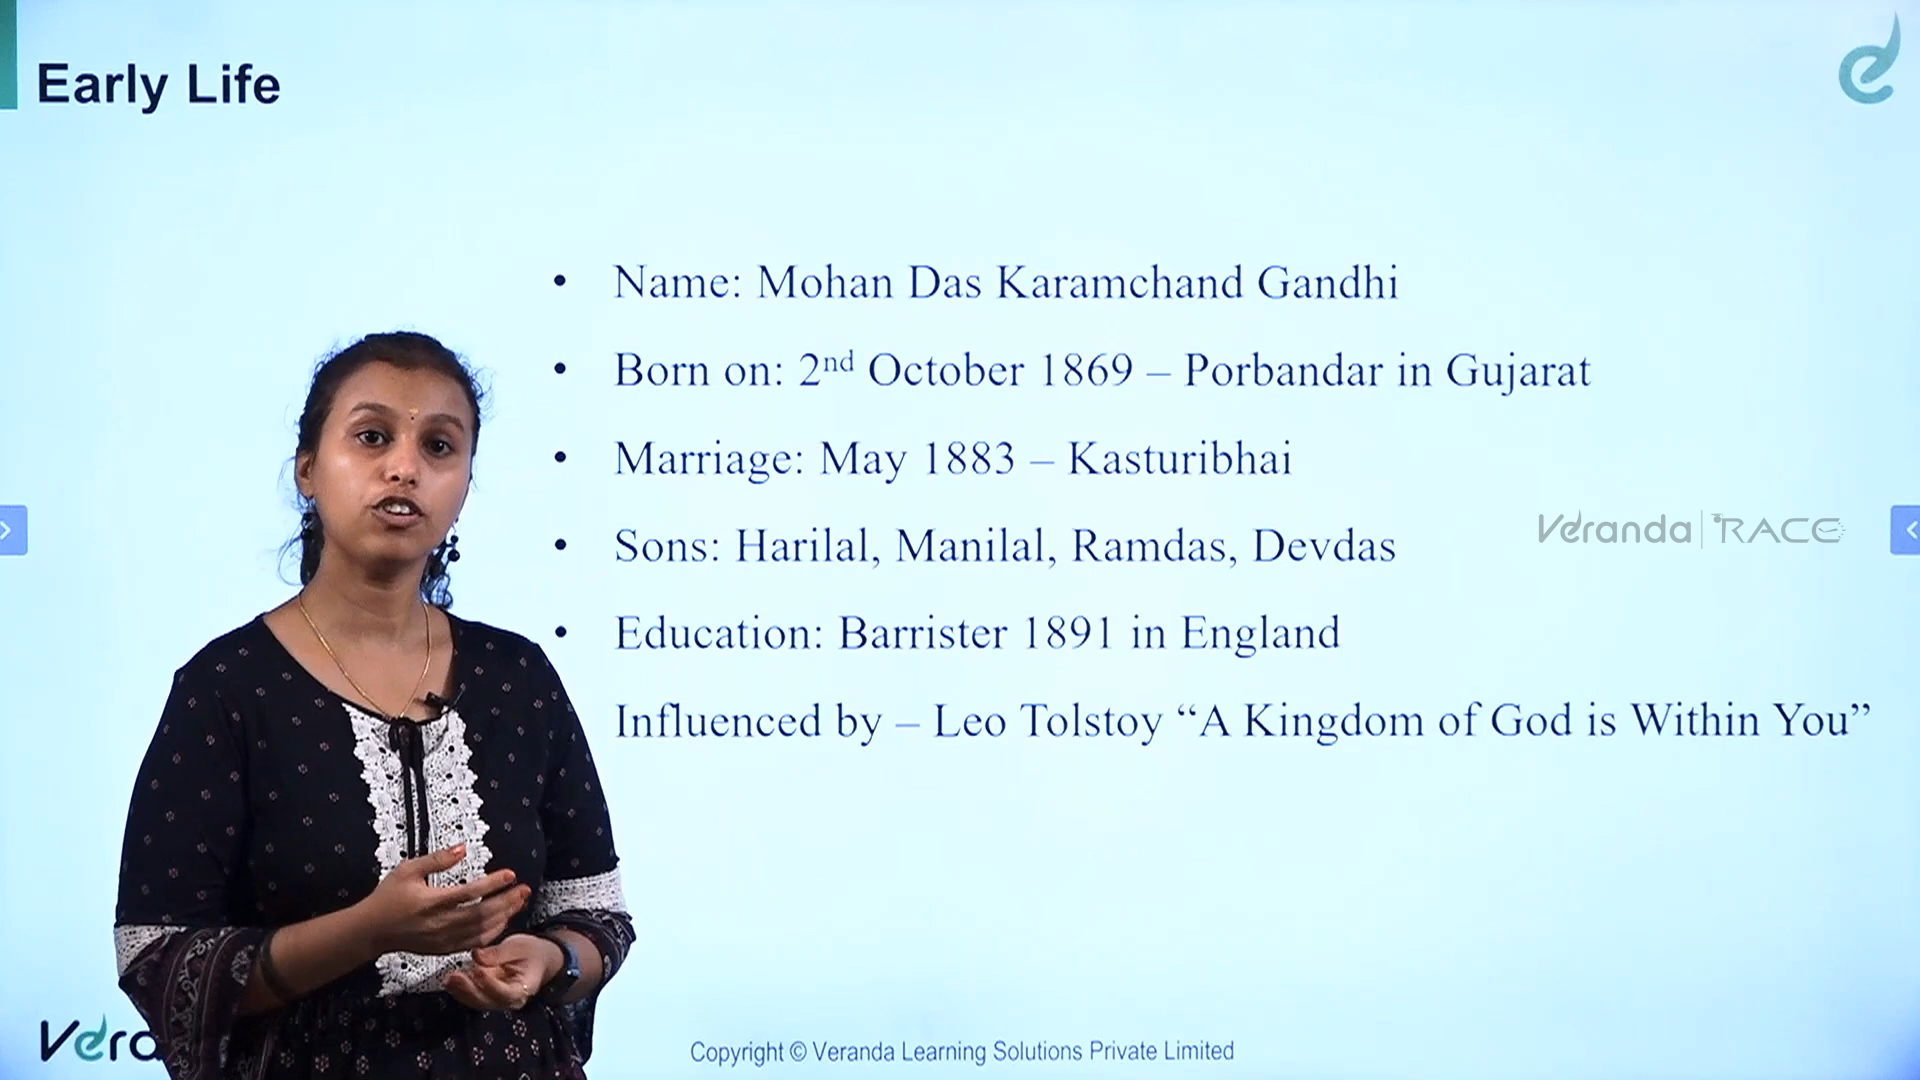 Early Life
• Name: Mohan Das Karamchand Gandhi
• Born on: 2nd October 1869 – Porbandar in Gujarat
• Marriage: May 1883 – Kasturibhai
• Sons: Harilal, Manilal, Ramdas, Devdas
Veranda | RACE
• Education: Barrister 1891 in England
Influenced by – Leo Tolstoy “A Kingdom of God is Within You”
Vera
Copyright © Veranda Learning Solutions Private Limited